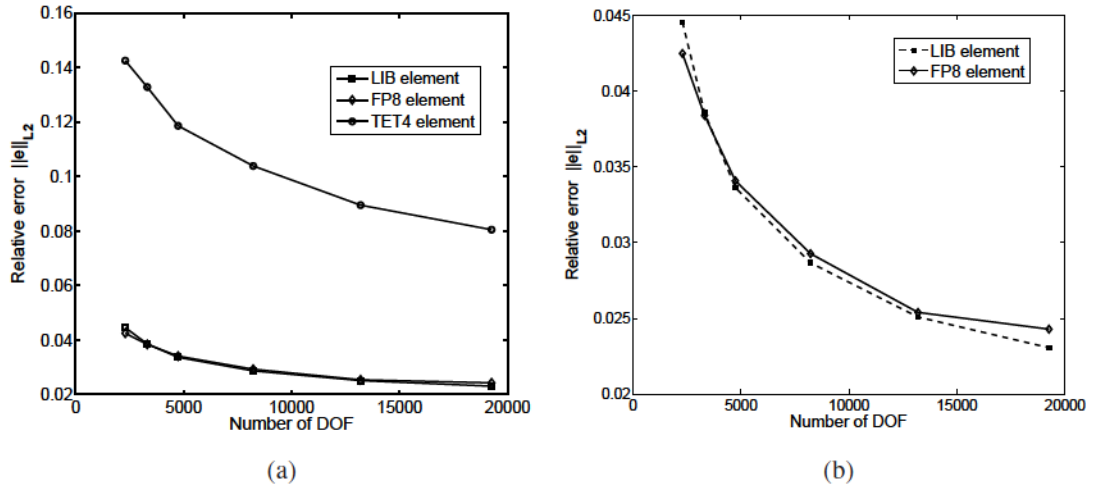 0.16
0.14
0.12
0.1
0.08
0.06
0.04
0.02
0
5000
10000
15000
20000
Relative error ||e||L2
Number of DOF
LIB element
FP8 element
TET4 element
(a)
0.045
0.04
0.035
0.03
0.025
0.02
0
5000
10000
15000
20000
Relative error ||e||L2
Number of DOF
LIB element
FP8 element
(b)